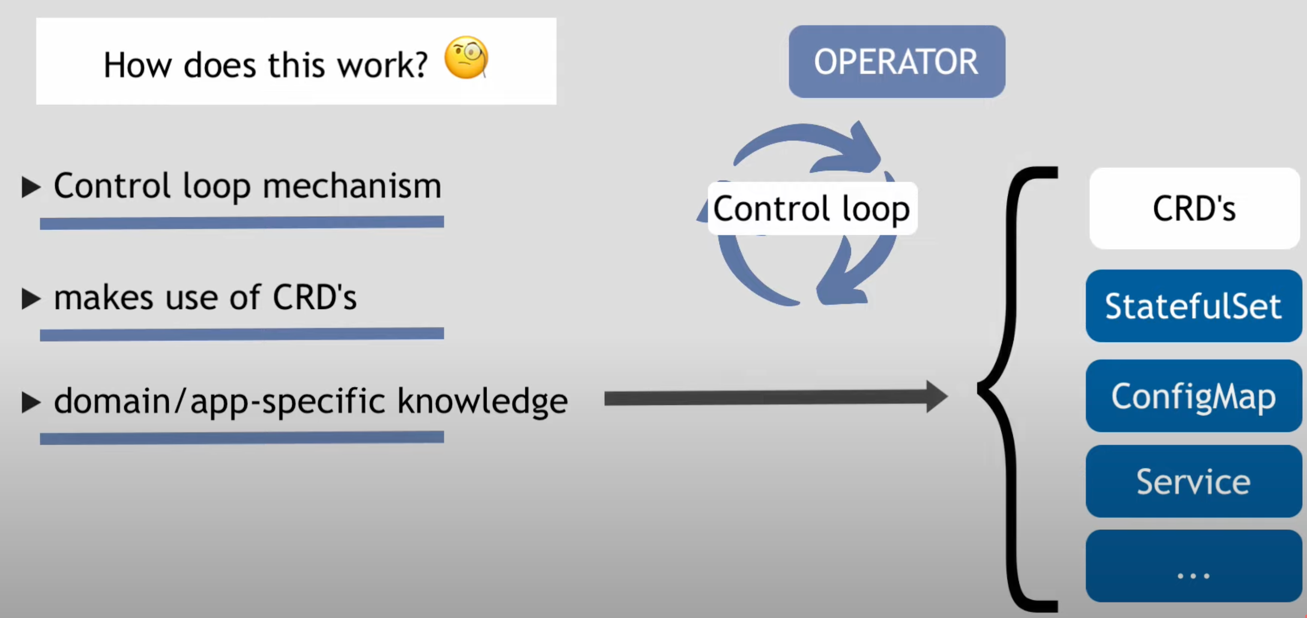 How does this work?
OPERATOR
Control loop mechanism
makes use of CRD's
domain/app-specific knowledge
Control loop
CRD's
StatefulSet
ConfigMap
Service
...